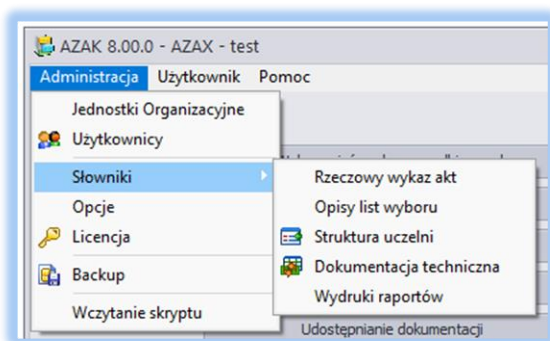 AZAK 8.00.0 - AZAX - test
Administracja Użytkownik Pomoc
Jednostki Organizacyjne
Użytkownicy
Słowniki
Opcje
Licencja
Backup
Wczytanie skryptu
Rzeczowy wykaz akt
Opisy list wyboru
Struktura uczelni
Dokumentacja techniczna
Wydruki raportów
Udostępnianie dokumentacji